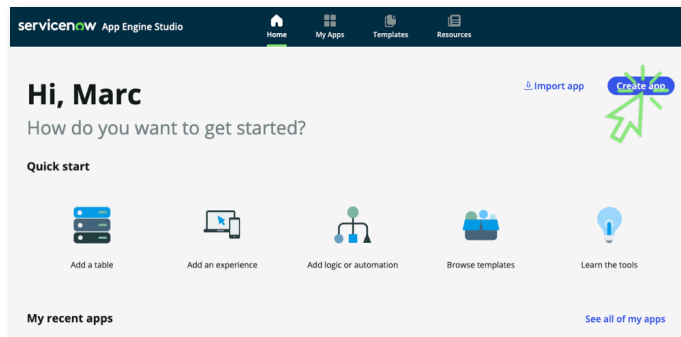 servicenow App Engine Studio
Home My Apps Templates Resources
Hi, Marc
Import app Create app
How do you want to get started?
Quick start
Add a table Add an experience Add logic or automation Browse templates Learn the tools
My recent apps See all of my apps